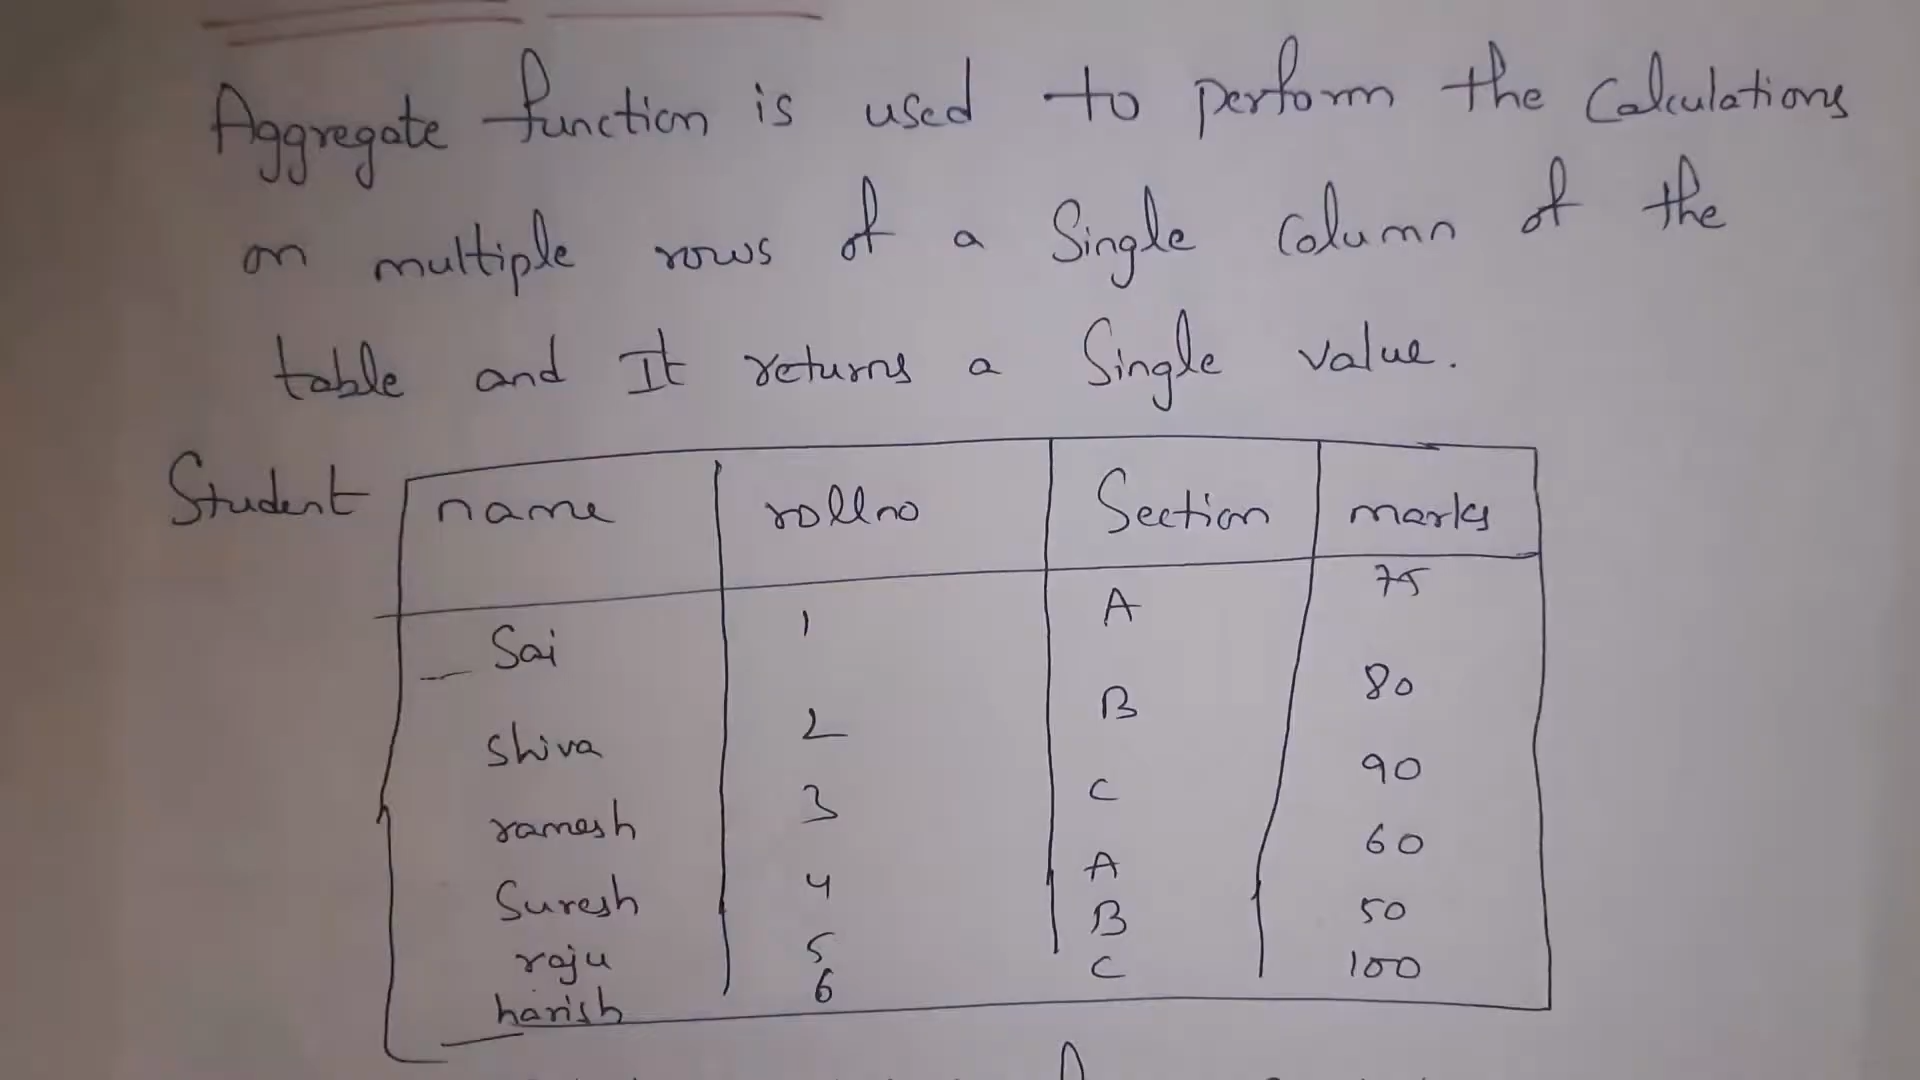 Aggregate function is used to perform the Calculations
on multiple rows of a Single Column of the
table and It returns a Single value.
Student name rollno Section marks
Sai 1 A 75
shiva 2 B 80
ramesh 3 C 90
Suresh 4 A 60
raju 5 B 50
harish 6 C 100